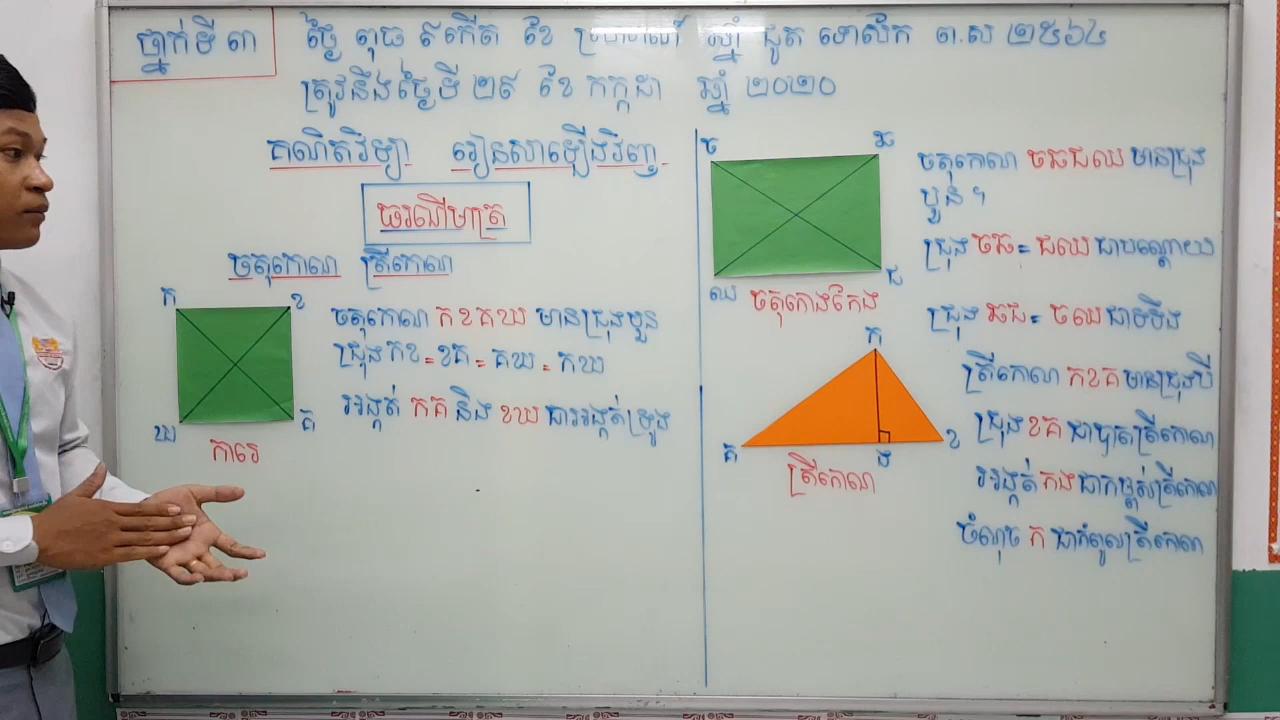 ថ្នាក់ទី ៣
ថ្ងៃ ពុធ ៩កើត ខែ ឆ្នាំ ជូត ទោស័ក ព.ស ២៥៦៤
ត្រូវនឹងថ្ងៃទី ២៩ ខែ កក្កដា ឆ្នាំ ២០២០
គណិតវិទ្យា រៀនសាឡើងវិញ
ធរណីមាត្រ
ចតុកោណ ត្រីកោណ
ក ខ
ចតុកោណ ក ខ គ ឃ មានជ្រុងបួន
ជ្រុង កខ = ខគ = គឃ = កឃ
អង្កត់ កគ និង ខឃ ជាអង្កត់ទ្រូង
ឃ គ
ការេ
ច ឆ
ចតុកោណ ចឆជឈ មានជ្រុង
បួន ។
ជ្រុង ចឆ = ជឈ ជាបណ្តោយ
ឈ ជ
ចតុកោងកែង
ជ្រុង ឆជ = ចឈ ជាទទឹង
ក
ត្រីកោណ កខគ មានជ្រុងបី
ជ្រុង ខគ ជាបាតត្រីកោណ
គ ង ខ
ត្រីកោណ
អង្កត់ កង ជាកម្ពស់ត្រីកោណ
ចំណុច ក ជាកំពូលត្រីកោណ